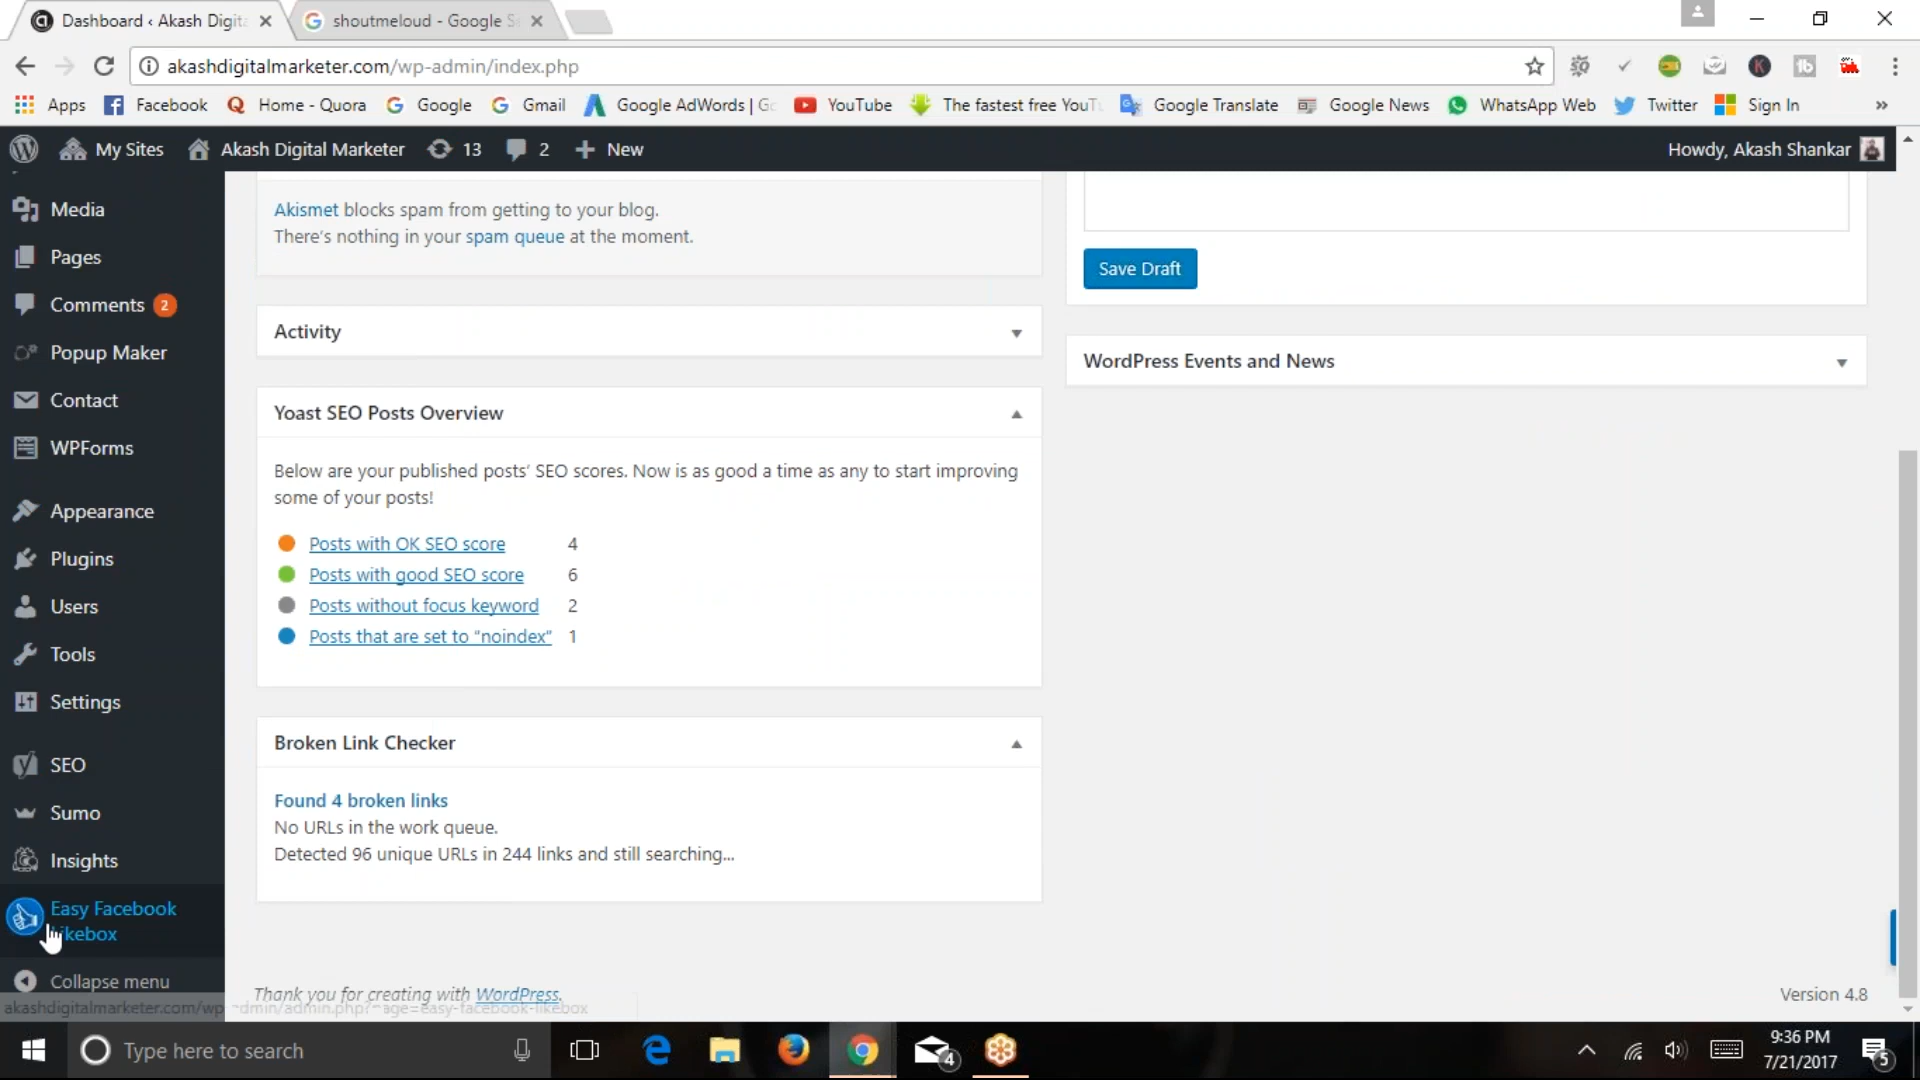 Dashboard ‹ Akash Digita
shoutmeloud - Google S
akashdigitalmarketer.com/wp-admin/index.php
Apps
Facebook
Home - Quora
Google
Gmail
Google AdWords | Go
YouTube
The fastest free YouTu
Google Translate
Google News
WhatsApp Web
Twitter
Sign In
»
My Sites
Akash Digital Marketer
13
2
New
Howdy, Akash Shankar
Media
Pages
Comments 2
Popup Maker
Contact
WPForms
Appearance
Plugins
Users
Tools
Settings
SEO
Sumo
Insights
Easy Facebook
Likebox
Collapse menu
akashdigitalmarketer.com/wp-admin/admin.php?page=easy-facebook-likebox
Akismet blocks spam from getting to your blog.
There's nothing in your spam queue at the moment.
Activity
Yoast SEO Posts Overview
Below are your published posts' SEO scores. Now is as good a time as any to start improving
some of your posts!
Posts with OK SEO score 4
Posts with good SEO score 6
Posts without focus keyword 2
Posts that are set to "noindex" 1
Broken Link Checker
Found 4 broken links
No URLs in the work queue.
Detected 96 unique URLs in 244 links and still searching...
Thank you for creating with WordPress.
Save Draft
WordPress Events and News
Version 4.8
Type here to search
4
9:36 PM
7/21/2017
5